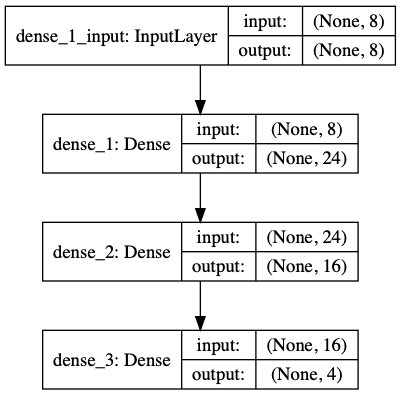 dense_1_input: InputLayer
input: (None, 8)
output: (None, 8)
dense_1: Dense
input: (None, 8)
output: (None, 24)
dense_2: Dense
input: (None, 24)
output: (None, 16)
dense_3: Dense
input: (None, 16)
output: (None, 4)